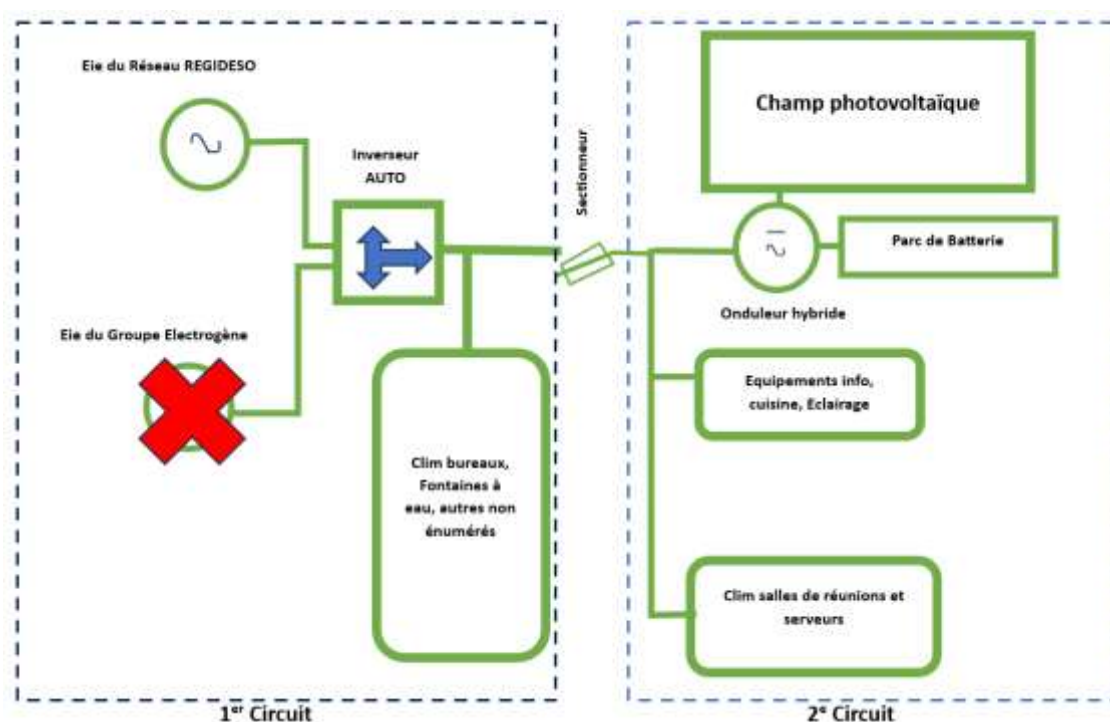 Eie du Réseau REGIDESO
Inverseur
AUTO
Eie du Groupe Electrogène
Clim bureaux,
Fontaines à
eau, autres non
énumérés
1er Circuit
Sectionneur
Champ photovoltaïque
Parc de Batterie
Onduleur hybride
Equipements info,
cuisine, Eclairage
Clim salles de réunions et
serveurs
2e Circuit